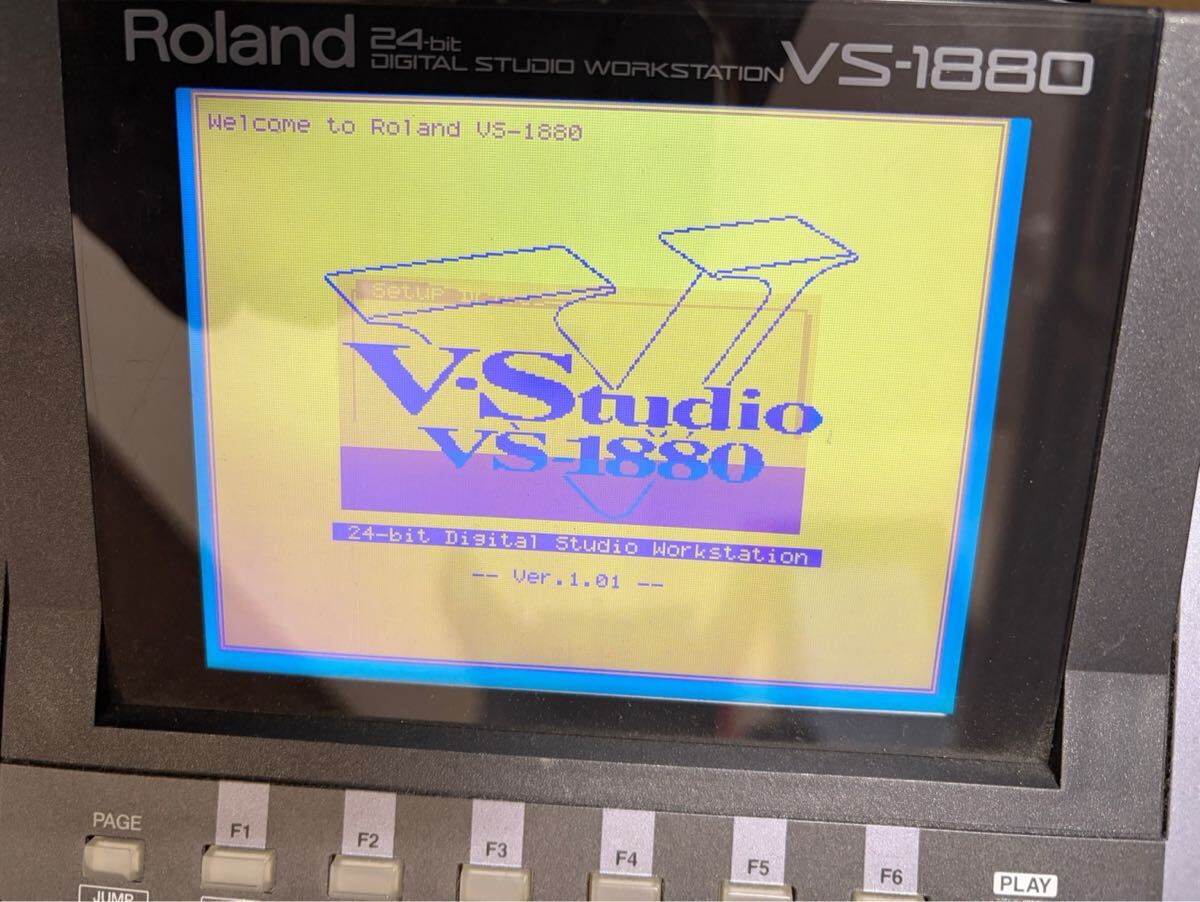 Roland 24-bit DIGITAL STUDIO WORKSTATION VS-1880
Welcome to Roland VS-1880
Setup
V-Studio
VS-1880
24-bit Digital Studio Workstation
-- Ver.1.01 --
PAGE
F1 F2 F3 F4 F5 F6
PLAY
JUMP